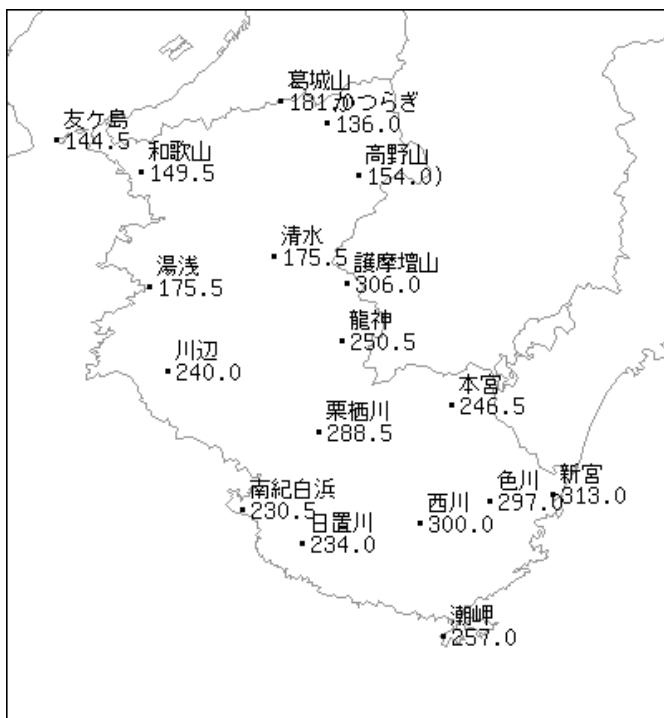 葛城山
181.0
かつらぎ
136.0
友ケ島
144.5
和歌山
149.5
高野山
154.0)
清水
175.5
湯浅
175.5
護摩壇山
306.0
龍神
250.5
川辺
240.0
本宮
246.5
栗栖川
288.5
南紀白浜
230.5
日置川
234.0
西川
300.0
色川
297.0
新宮
313.0
潮岬
257.0